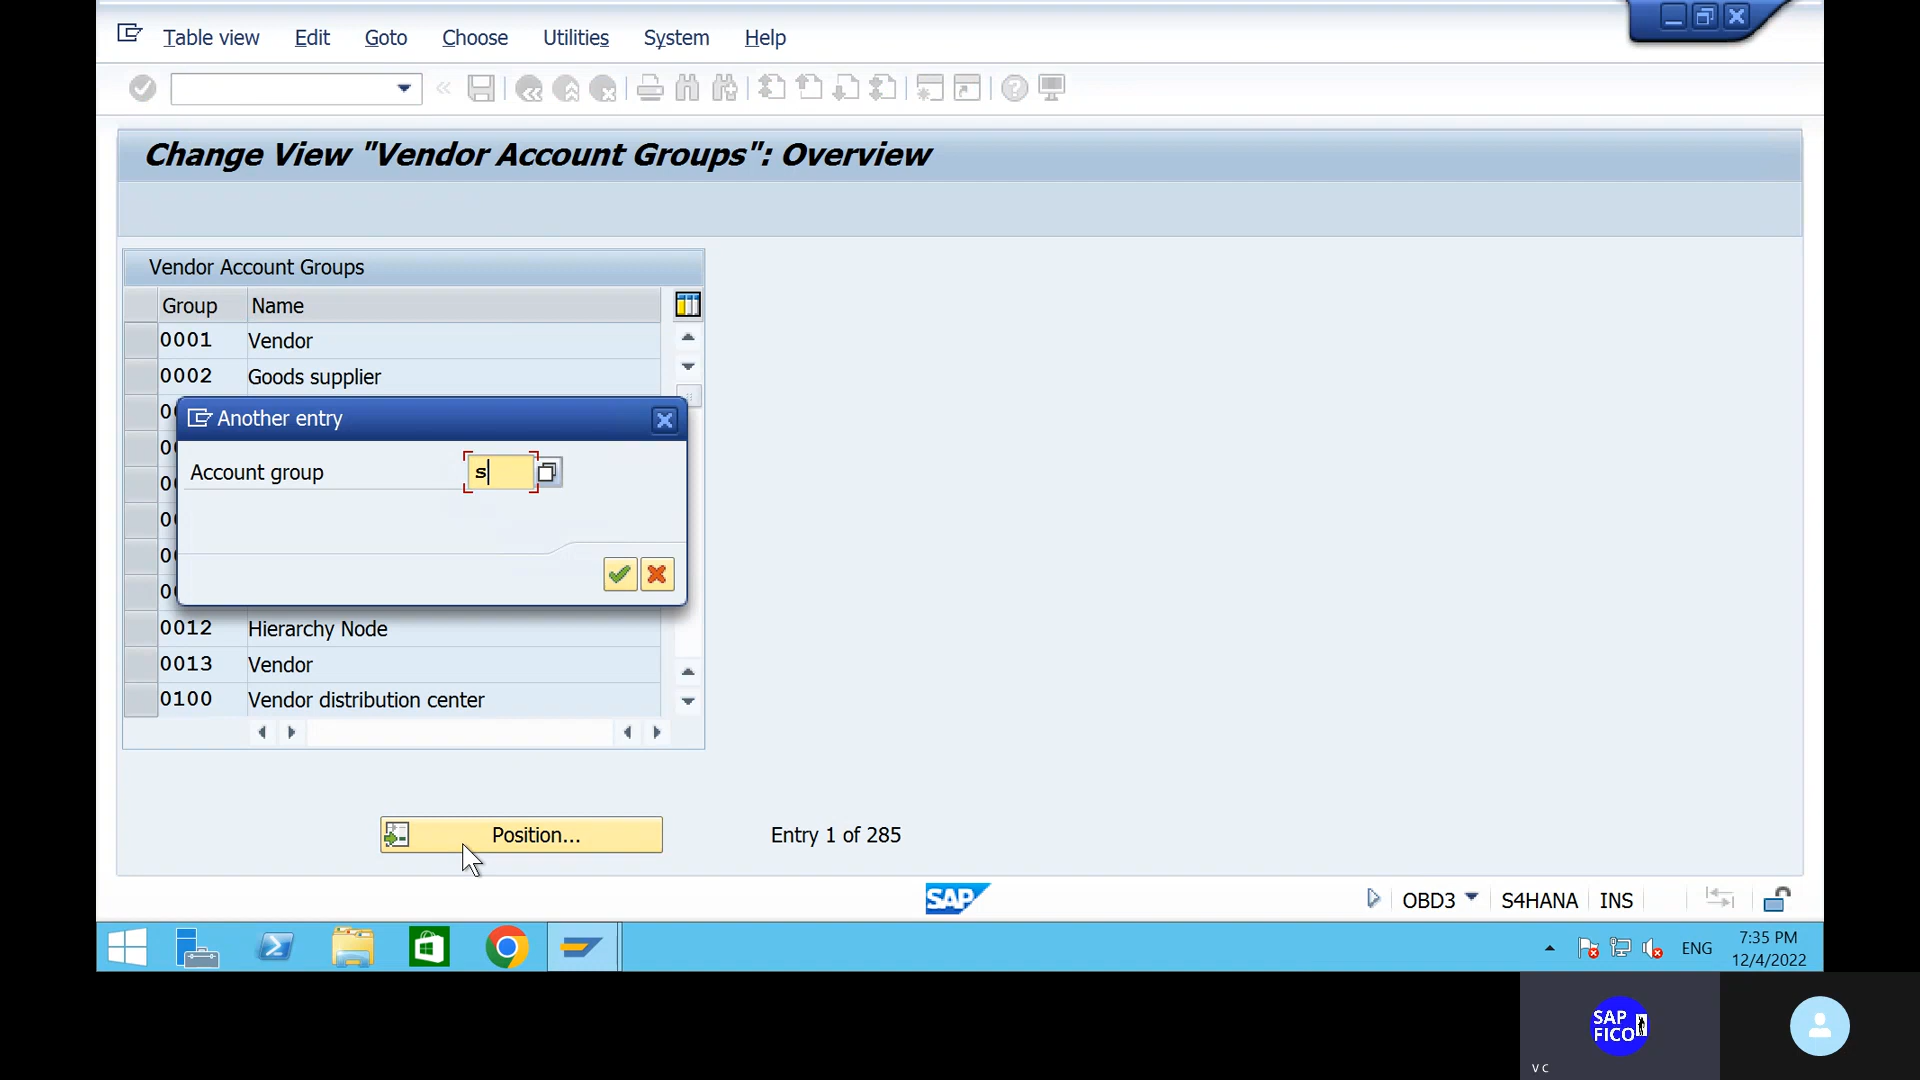 Table view Edit Goto Choose Utilities System Help
Change View "Vendor Account Groups": Overview
Vendor Account Groups
Group Name
0001 Vendor
0002 Goods supplier
Another entry
Account group s
0012 Hierarchy Node
0013 Vendor
0100 Vendor distribution center
Position... Entry 1 of 285
SAP OBD3 S4HANA INS
ENG 7:35 PM
12/4/2022
SAP
FICO
V C